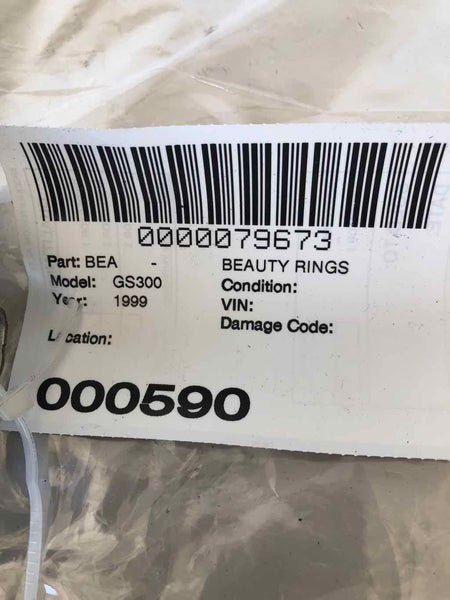 0000079673
Part: BEA - BEAUTY RINGS
Model: GS300 Condition:
Year: 1999 VIN:
Damage Code:
Location:
000590